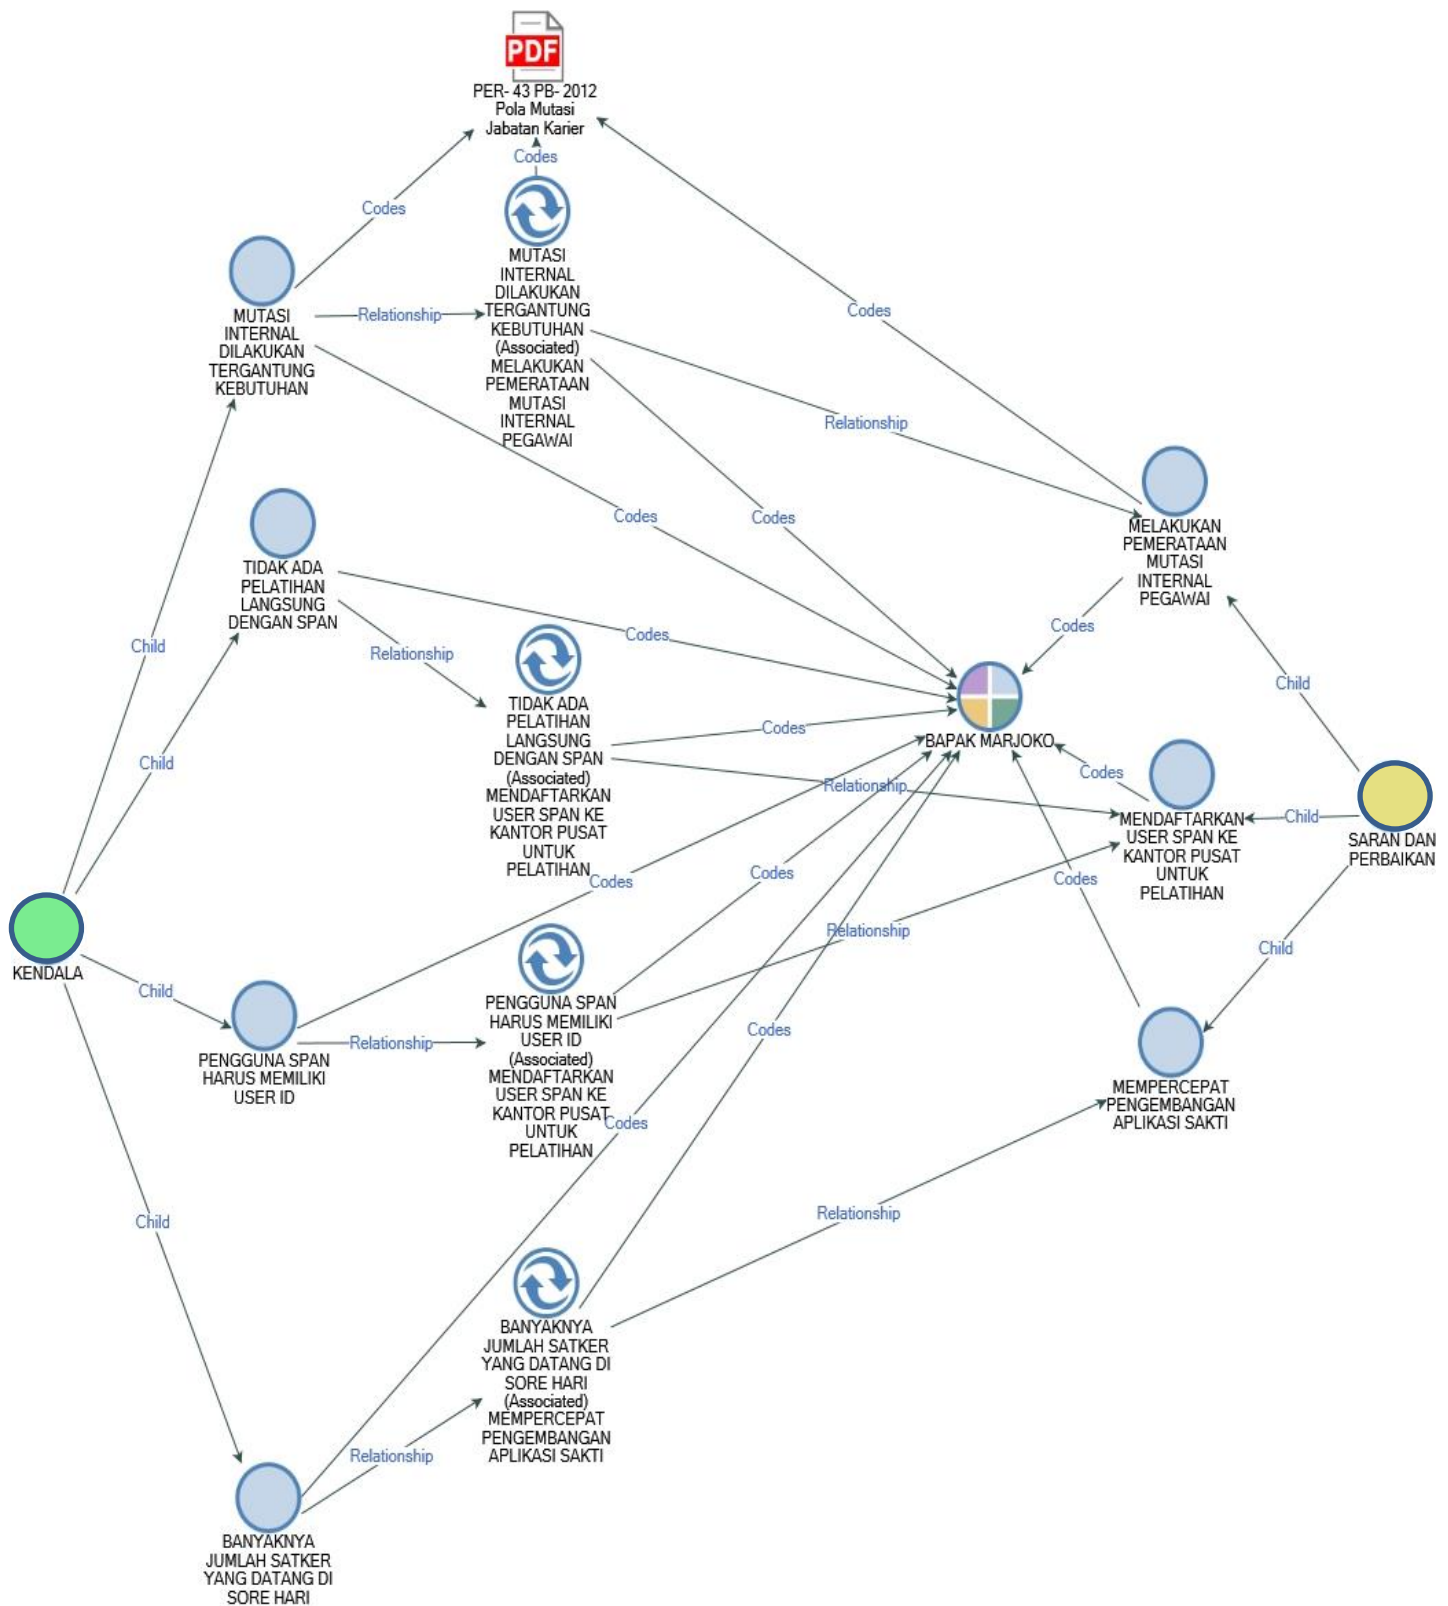 PDF
PER- 43 PB- 2012
Pola Mutasi
Jabatan Karier
Codes
Codes
MUTASI
INTERNAL
DILAKUKAN
TERGANTUNG
KEBUTUHAN
Relationship
MUTASI
INTERNAL
DILAKUKAN
TERGANTUNG
KEBUTUHAN
(Associated)
MELAKUKAN
PEMERATAAN
MUTASI
INTERNAL
PEGAWAI
Codes
Relationship
Codes
Codes
MELAKUKAN
PEMERATAAN
MUTASI
INTERNAL
PEGAWAI
TIDAK ADA
PELATIHAN
LANGSUNG
DENGAN SPAN
Child
Relationship
Codes
Codes
Child
TIDAK ADA
PELATIHAN
LANGSUNG
DENGAN SPAN
(Associated)
MENDAFTARKAN
USER SPAN KE
KANTOR PUSAT
UNTUK
PELATIHAN
Codes
BAPAK MARJOKO
Child
Relationship
Codes
Child
MENDAFTARKAN
USER SPAN KE
KANTOR PUSAT
UNTUK
PELATIHAN
SARAN DAN
PERBAIKAN
Codes
Codes
Codes
Relationship
Child
KENDALA
Child
PENGGUNA SPAN
HARUS MEMILIKI
USER ID
Relationship
PENGGUNA SPAN
HARUS MEMILIKI
USER ID
(Associated)
MENDAFTARKAN
USER SPAN KE
KANTOR PUSAT
UNTUK
PELATIHAN
Codes
Codes
MEMPERCEPAT
PENGEMBANGAN
APLIKASI SAKTI
Child
Relationship
BANYAKNYA
JUMLAH SATKER
YANG DATANG DI
SORE HARI
(Associated)
MEMPERCEPAT
PENGEMBANGAN
APLIKASI SAKTI
Relationship
BANYAKNYA
JUMLAH SATKER
YANG DATANG DI
SORE HARI